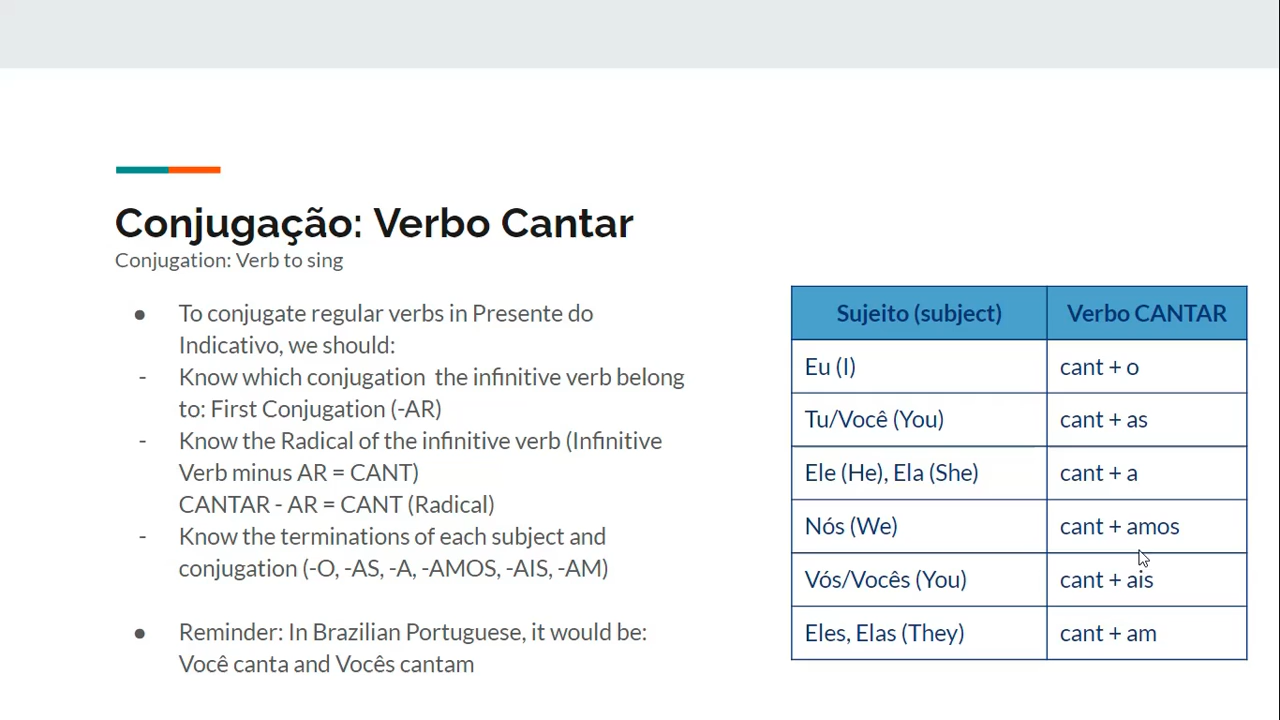 Conjugação: Verbo Cantar
Conjugation: Verb to sing
● To conjugate regular verbs in Presente do
Indicativo, we should:
- Know which conjugation the infinitive verb belong
to: First Conjugation (-AR)
- Know the Radical of the infinitive verb (Infinitive
Verb minus AR = CANT)
CANTAR - AR = CANT (Radical)
- Know the terminations of each subject and
conjugation (-O, -AS, -A, -AMOS, -AIS, -AM)
● Reminder: In Brazilian Portuguese, it would be:
Você canta and Vocês cantam
Sujeito (subject) Verbo CANTAR
Eu (I) cant + o
Tu/Você (You) cant + as
Ele (He), Ela (She) cant + a
Nós (We) cant + amos
Vós/Vocês (You) cant + ais
Eles, Elas (They) cant + am